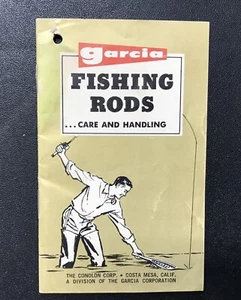 garcia
FISHING
RODS
...CARE AND HANDLING
THE CONOLON CORP. • COSTA MESA, CALIF.
A DIVISION OF THE GARCIA CORPORATION